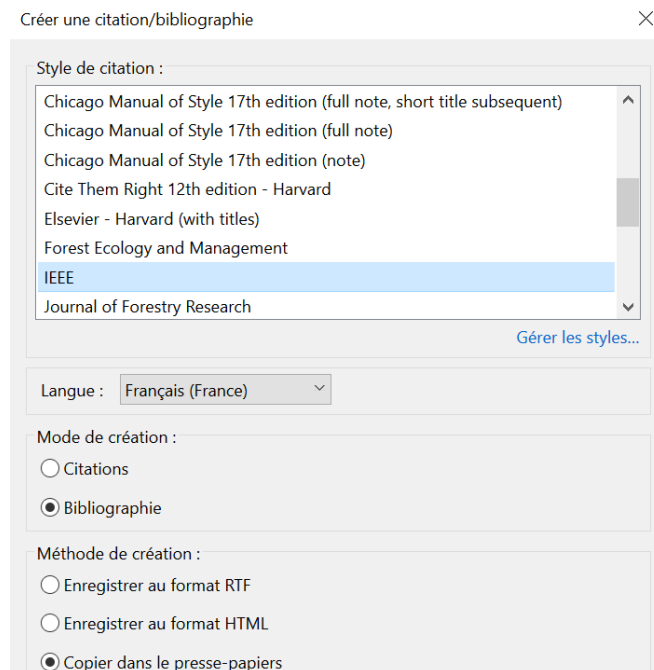 Créer une citation/bibliographie
Style de citation :
Chicago Manual of Style 17th edition (full note, short title subsequent)
Chicago Manual of Style 17th edition (full note)
Chicago Manual of Style 17th edition (note)
Cite Them Right 12th edition - Harvard
Elsevier - Harvard (with titles)
Forest Ecology and Management
IEEE
Journal of Forestry Research
Gérer les styles...
Langue : Français (France)
Mode de création :
Citations
Bibliographie
Méthode de création :
Enregistrer au format RTF
Enregistrer au format HTML
Copier dans le presse-papiers